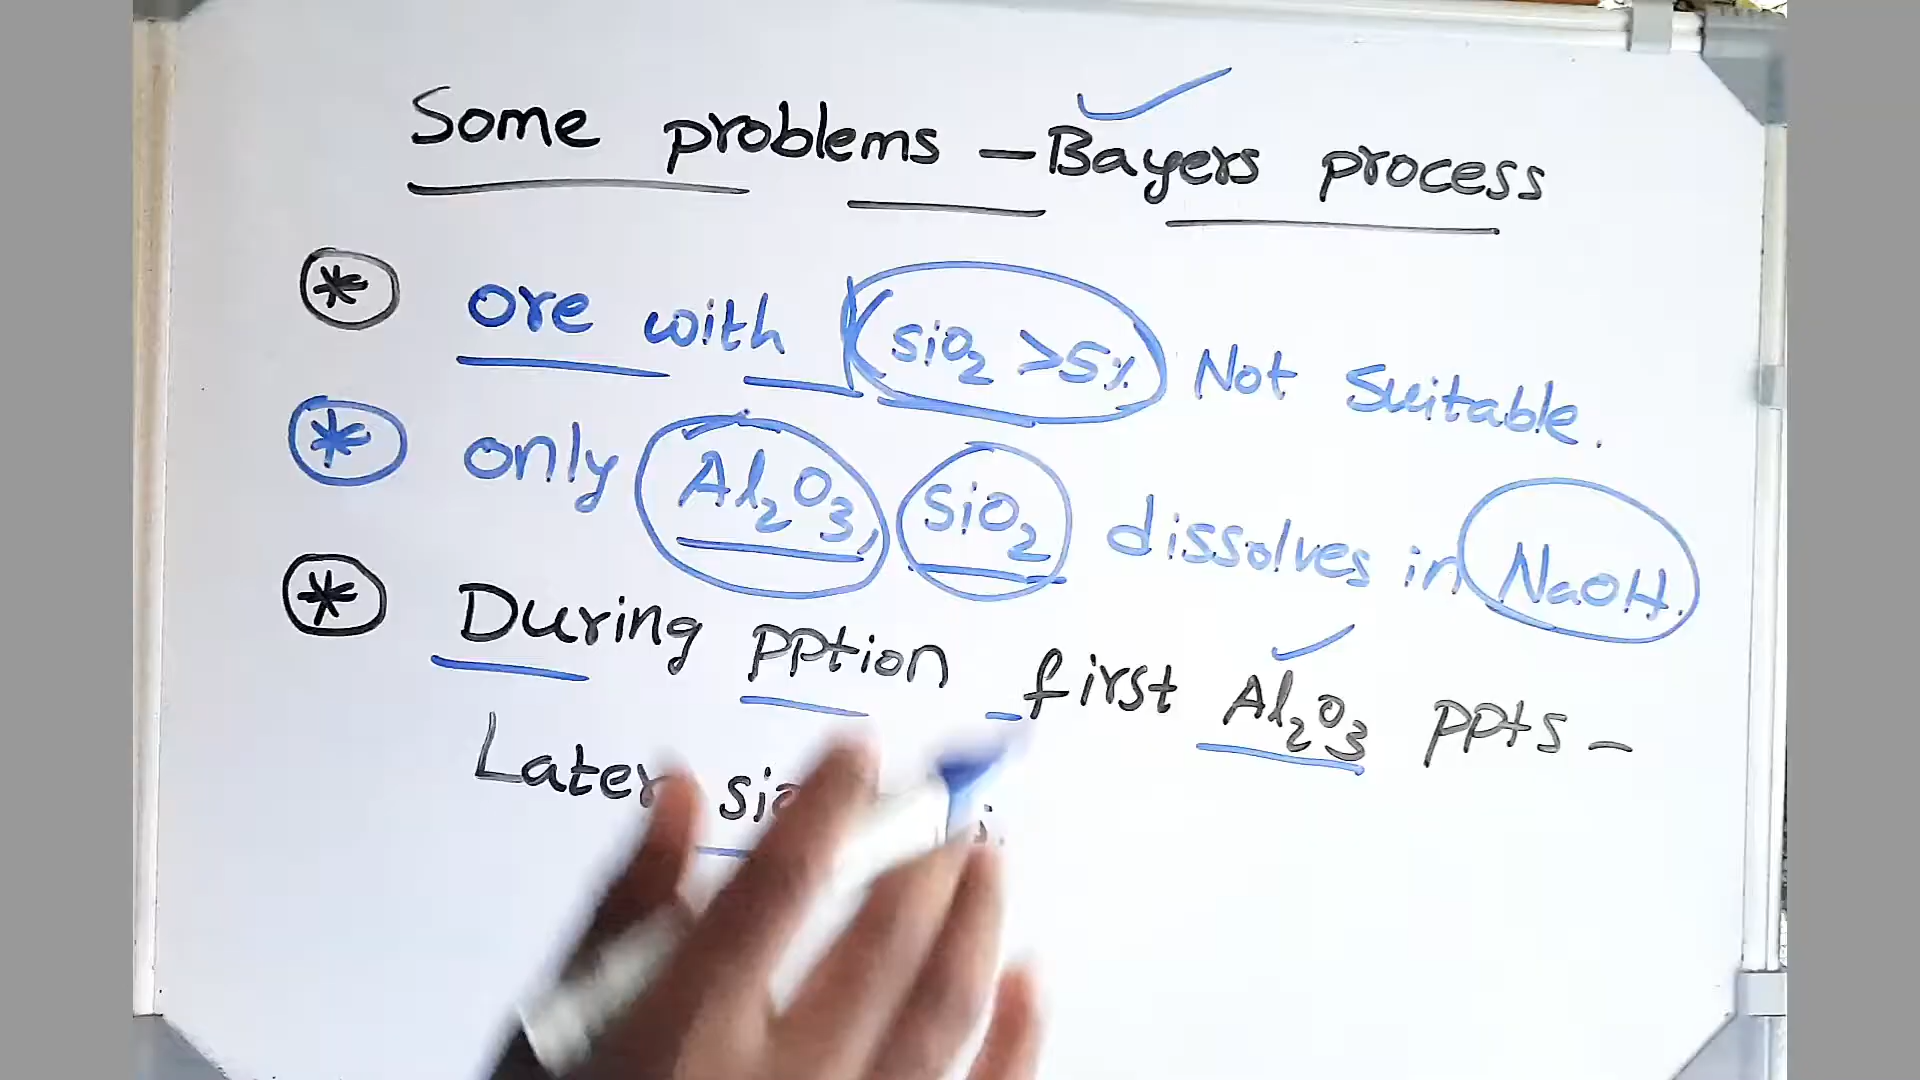 Some problems – Bayers process
* ore with SiO2 >5% Not Suitable.
* only Al2O3, SiO2 dissolves in NaOH.
* During pption first Al2O3 ppts –
Later